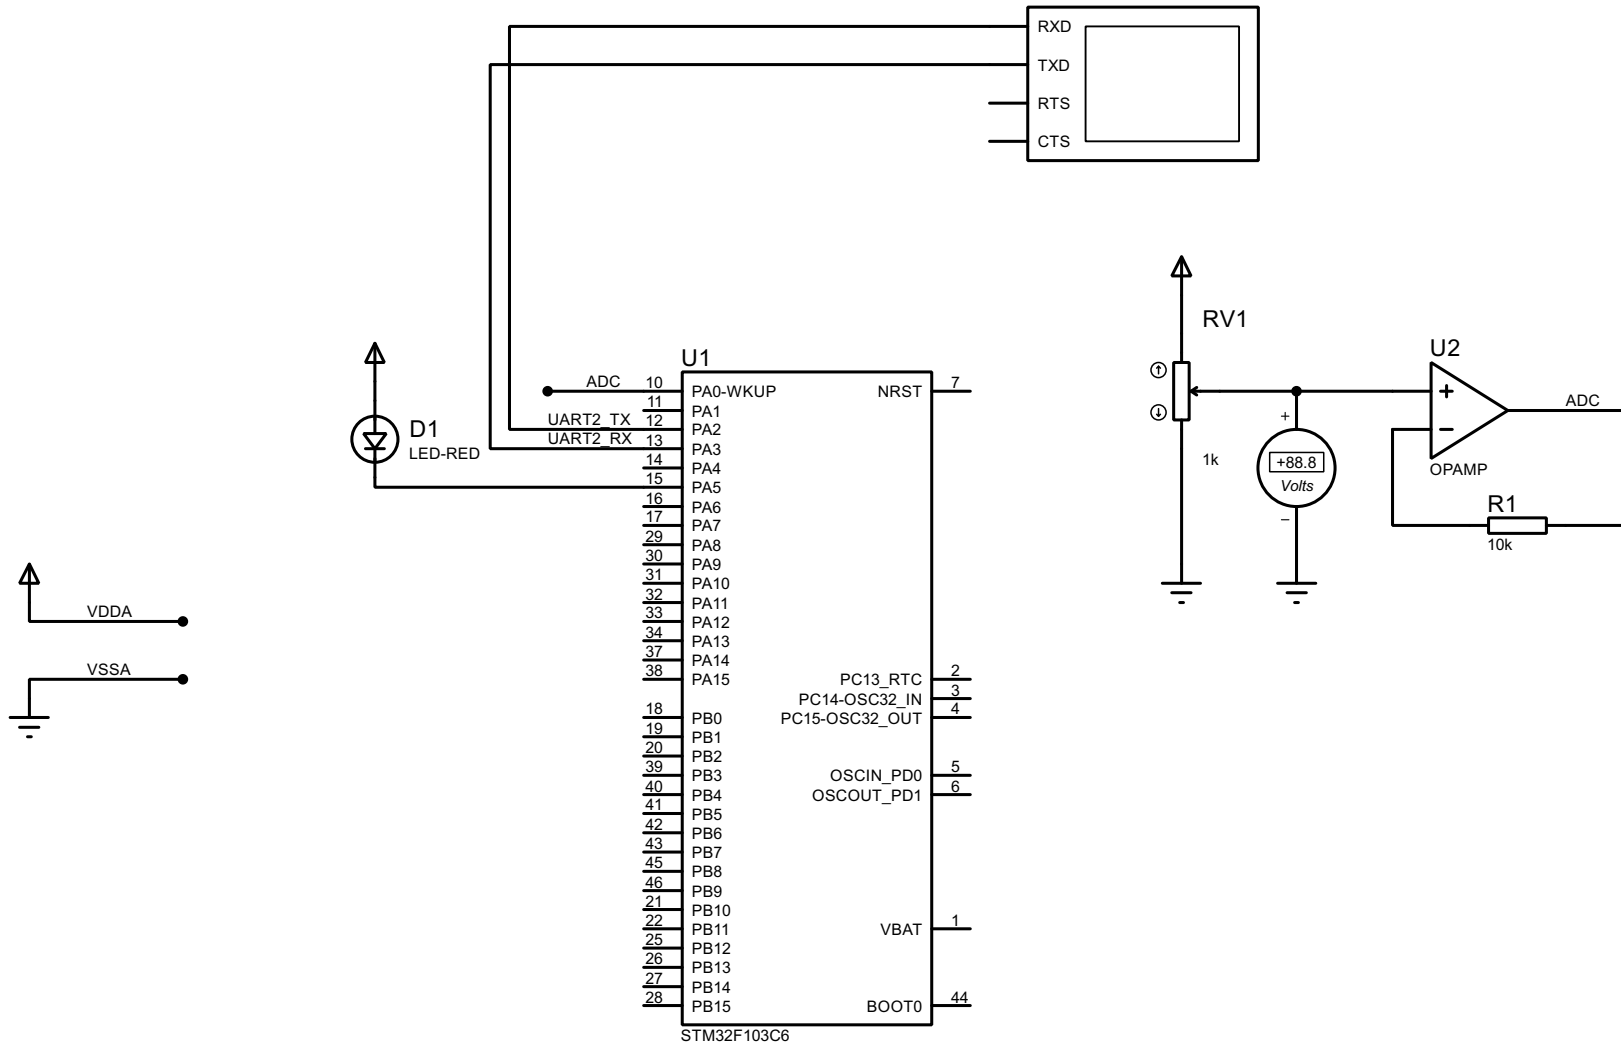 RXD
TXD
RTS
CTS
RV1
1k
+88.8
Volts
+
−
U2
+
−
OPAMP
ADC
R1
10k
D1
LED-RED
VDDA
VSSA
U1
ADC 10 PA0-WKUP
11 PA1
UART2_TX 12 PA2
UART2_RX 13 PA3
14 PA4
15 PA5
16 PA6
17 PA7
29 PA8
30 PA9
31 PA10
32 PA11
33 PA12
34 PA13
37 PA14
38 PA15
18 PB0
19 PB1
20 PB2
39 PB3
40 PB4
41 PB5
42 PB6
43 PB7
45 PB8
46 PB9
21 PB10
22 PB11
25 PB12
26 PB13
27 PB14
28 PB15
NRST 7
PC13_RTC 2
PC14-OSC32_IN 3
PC15-OSC32_OUT 4
OSCIN_PD0 5
OSCOUT_PD1 6
VBAT 1
BOOT0 44
STM32F103C6